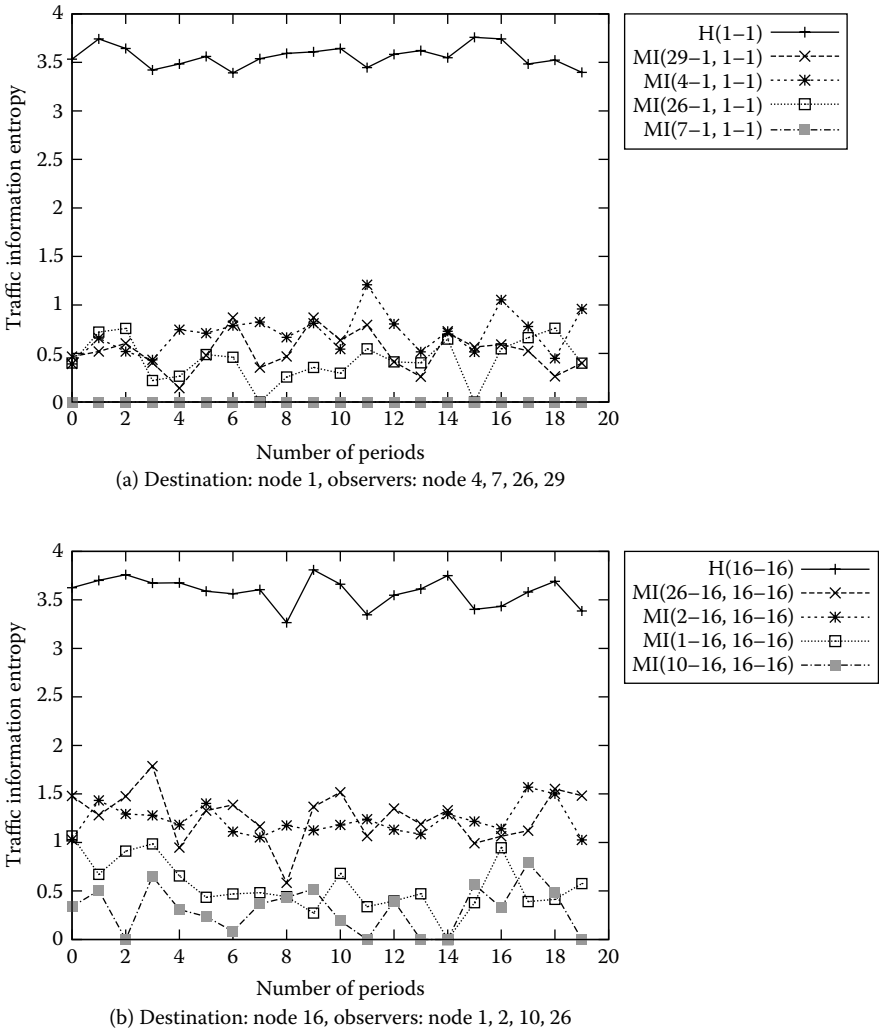 4
3.5
3
2.5
2
1.5
1
0.5
0
Traffic information entropy
0 2 4 6 8 10 12 14 16 18 20
Number of periods
H(1–1)
MI(29–1, 1–1)
MI(4–1, 1–1)
MI(26–1, 1–1)
MI(7–1, 1–1)
(a) Destination: node 1, observers: node 4, 7, 26, 29
4
3.5
3
2.5
2
1.5
1
0.5
0
Traffic information entropy
0 2 4 6 8 10 12 14 16 18 20
Number of periods
H(16–16)
MI(26–16, 16–16)
MI(2–16, 16–16)
MI(1–16, 16–16)
MI(10–16, 16–16)
(b) Destination: node 16, observers: node 1, 2, 10, 26